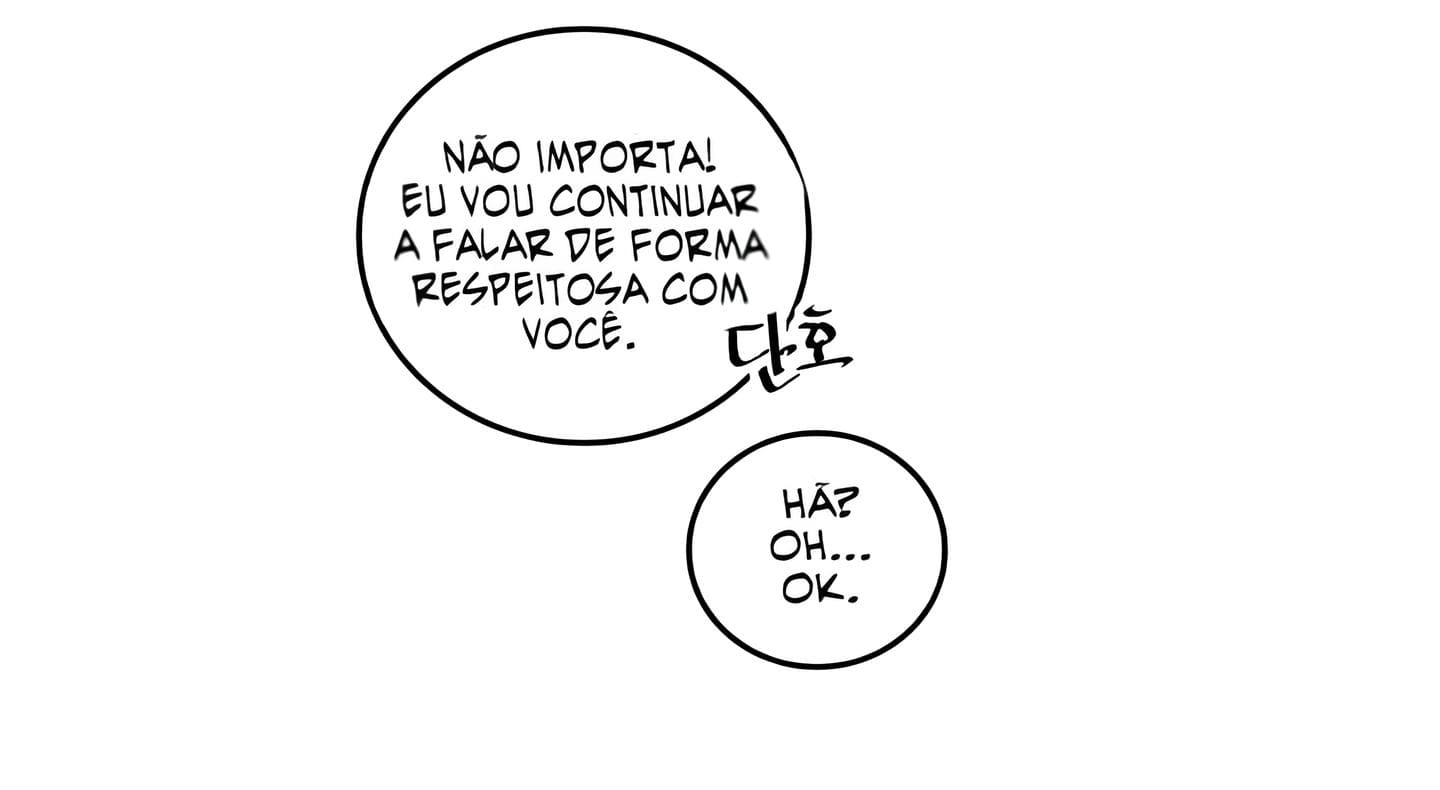 NÃO IMPORTA!
EU VOU CONTINUAR
A FALAR DE FORMA
RESPEITOSA COM
VOCÊ.
단호
HÃ?
OH...
OK.